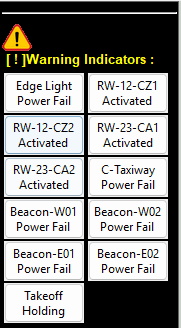 [ ! ]Warning Indicators :
Edge Light
Power Fail
RW-12-CZ1
Activated
RW-12-CZ2
Activated
RW-23-CA1
Activated
RW-23-CA2
Activated
C-Taxiway
Power Fail
Beacon-W01
Power Fail
Beacon-W02
Power Fail
Beacon-E01
Power Fail
Beacon-E02
Power Fail
Takeoff
Holding